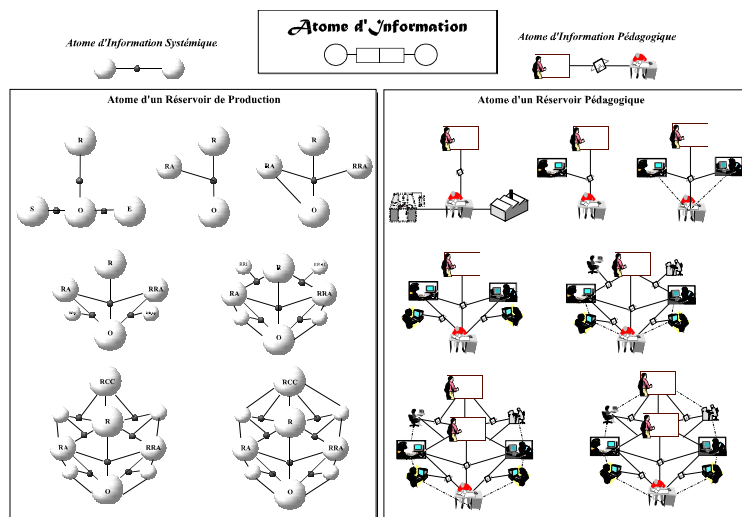 Atome d'Information
Atome d'Information Systémique
Atome d'Information Pédagogique
Atome d'un Réservoir de Production
R
S
O
E
R
RA
O
R
RA
RRA
O
R
RA
RRA
O
R
RA
RRA
O
RCC
R
RA
RRA
O
RCC
R
RA
RRA
O
Atome d'un Réservoir Pédagogique